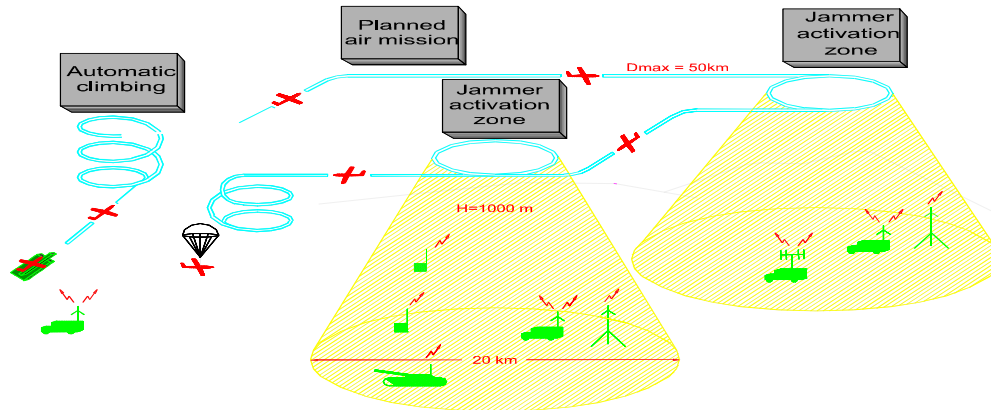 Planned
air mission
Jammer
activation
zone
Automatic
climbing
Dmax = 50km
Jammer
activation
zone
H=1000 m
20 km